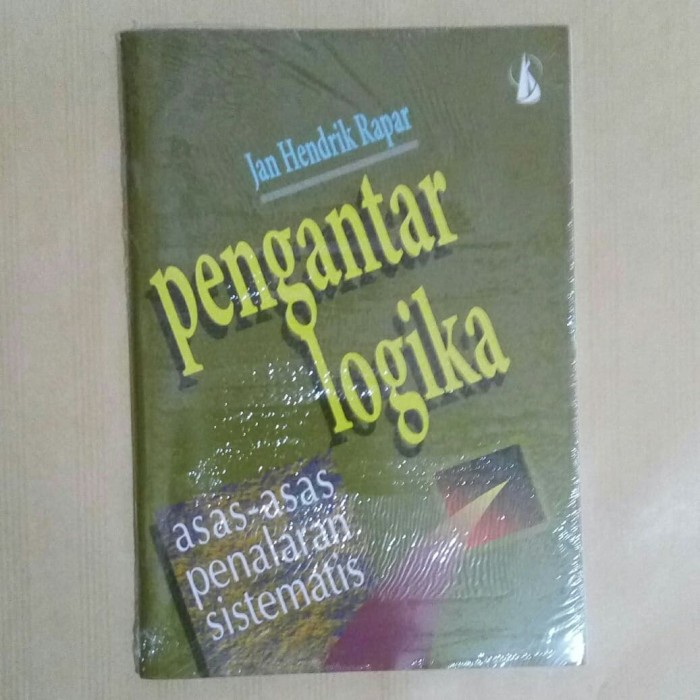 Jan Hendrik Rapar
pengantar
logika
asas-asas
penalaran
sistematis